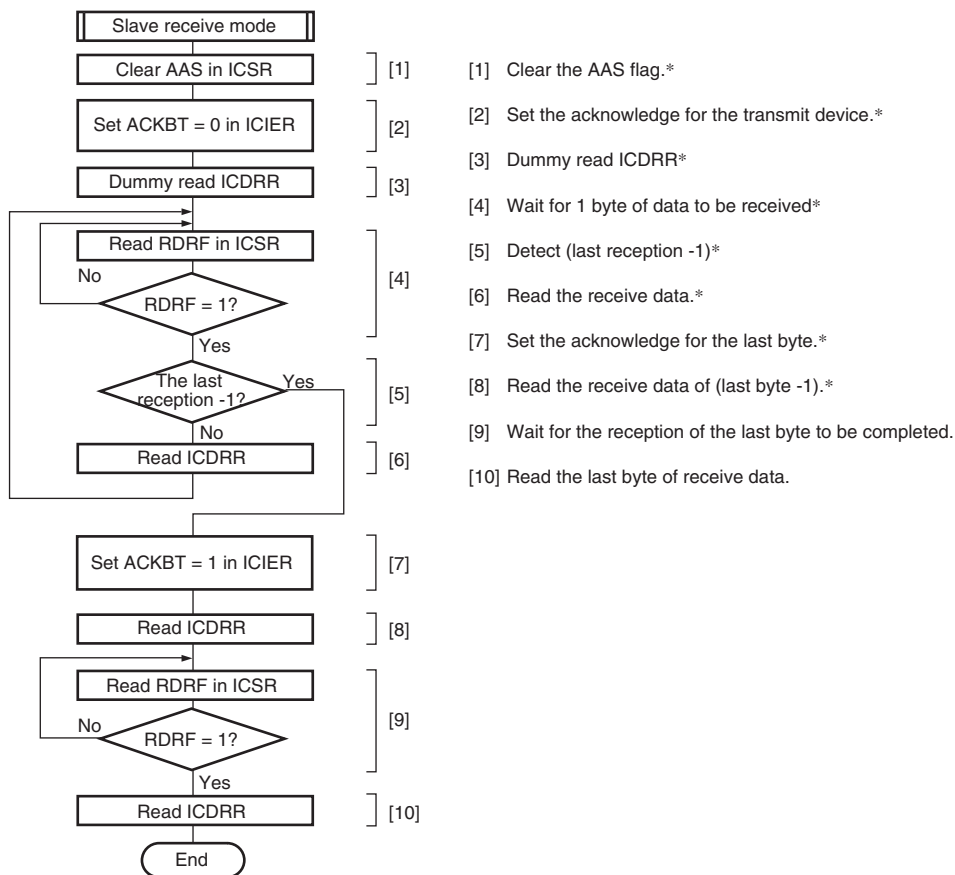 Slave receive mode
Clear AAS in ICSR
[1]
Set ACKBT = 0 in ICIER
[2]
Dummy read ICDRR
[3]
Read RDRF in ICSR
No
RDRF = 1?
[4]
Yes
The last
reception -1?
Yes
[5]
No
Read ICDRR
[6]
Set ACKBT = 1 in ICIER
[7]
Read ICDRR
[8]
Read RDRF in ICSR
No
RDRF = 1?
[9]
Yes
Read ICDRR
[10]
End
[1] Clear the AAS flag.*
[2] Set the acknowledge for the transmit device.*
[3] Dummy read ICDRR*
[4] Wait for 1 byte of data to be received*
[5] Detect (last reception -1)*
[6] Read the receive data.*
[7] Set the acknowledge for the last byte.*
[8] Read the receive data of (last byte -1).*
[9] Wait for the reception of the last byte to be completed.
[10] Read the last byte of receive data.